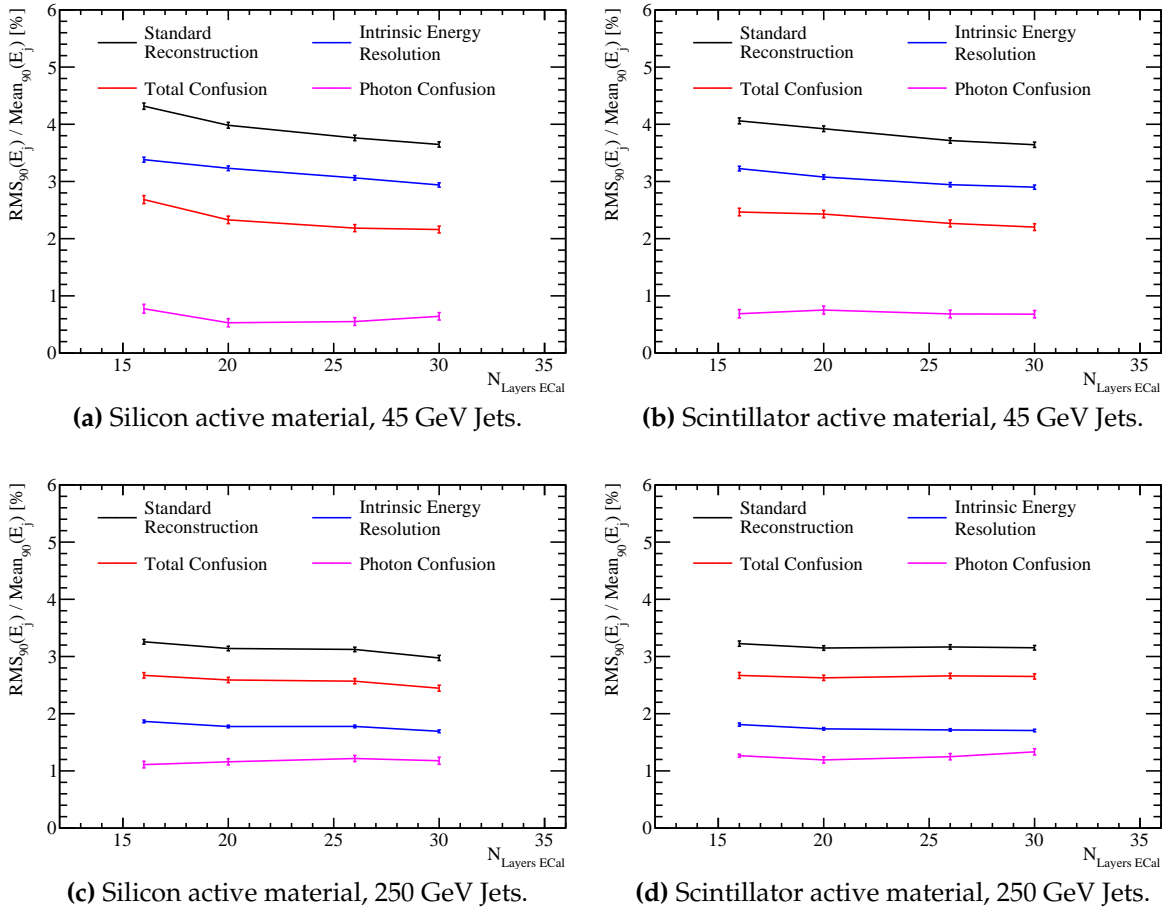 RMS90(Ej) / Mean90(Ej) [%]
6
5
4
3
2
1
0
Standard
Reconstruction
Intrinsic Energy
Resolution
Total Confusion
Photon Confusion
15 20 25 30 35
NLayers ECal
(a) Silicon active material, 45 GeV Jets.
RMS90(Ej) / Mean90(Ej) [%]
6
5
4
3
2
1
0
Standard
Reconstruction
Intrinsic Energy
Resolution
Total Confusion
Photon Confusion
15 20 25 30 35
NLayers ECal
(b) Scintillator active material, 45 GeV Jets.
RMS90(Ej) / Mean90(Ej) [%]
6
5
4
3
2
1
0
Standard
Reconstruction
Intrinsic Energy
Resolution
Total Confusion
Photon Confusion
15 20 25 30 35
NLayers ECal
(c) Silicon active material, 250 GeV Jets.
RMS90(Ej) / Mean90(Ej) [%]
6
5
4
3
2
1
0
Standard
Reconstruction
Intrinsic Energy
Resolution
Total Confusion
Photon Confusion
15 20 25 30 35
NLayers ECal
(d) Scintillator active material, 250 GeV Jets.